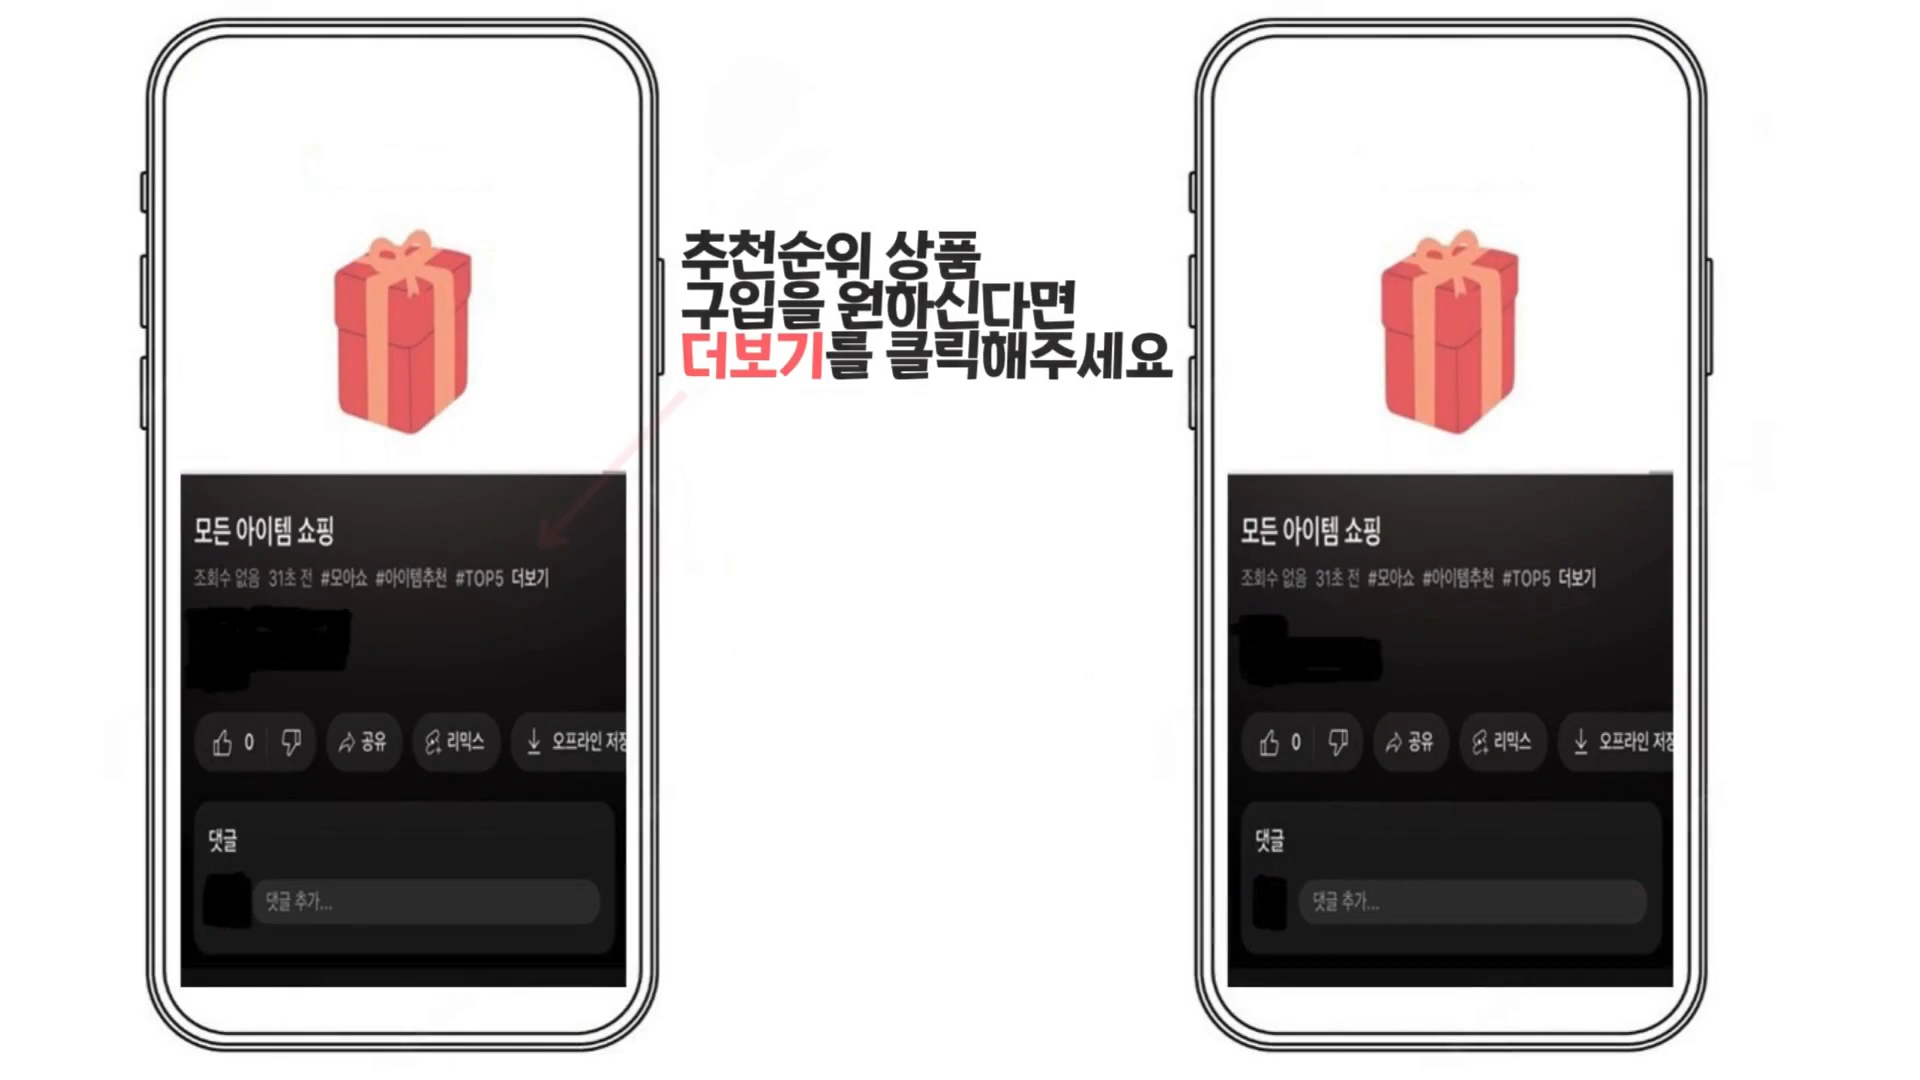 추천순위 상품
구입을 원하신다면
더보기를 클릭해주세요
모든 아이템 쇼핑
조회수 없음 31초 전 #모아쇼 #아이템추천 #TOP5 더보기
0 공유 리믹스 오프라인 저장
댓글
댓글 추가...
모든 아이템 쇼핑
조회수 없음 31초 전 #모아쇼 #아이템추천 #TOP5 더보기
0 공유 리믹스 오프라인 저장
댓글
댓글 추가...